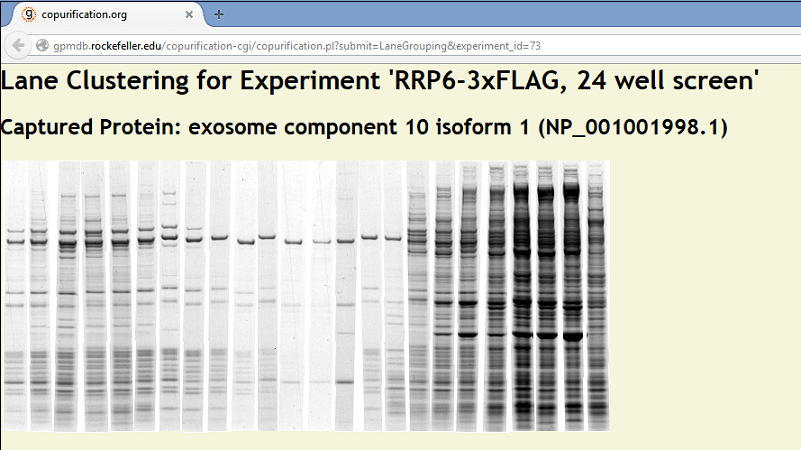 copurification.org
gpmdb.rockefeller.edu/copurification-cgi/copurification.pl?submit=LaneGrouping&experiment_id=73
Lane Clustering for Experiment 'RRP6-3xFLAG, 24 well screen'
Captured Protein: exosome component 10 isoform 1 (NP_001001998.1)